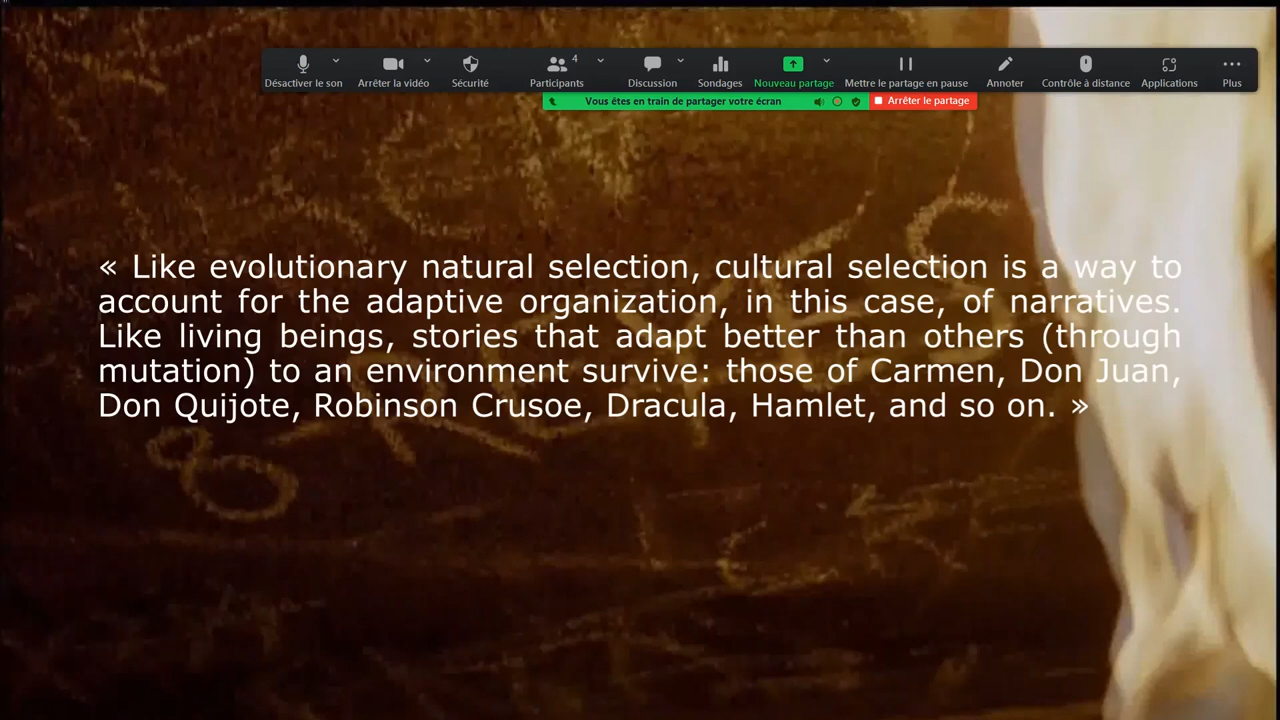 Désactiver le son
Arrêter la vidéo
Sécurité
Participants
4
Discussion
Sondages
Nouveau partage
Mettre le partage en pause
Annoter
Contrôle à distance
Applications
Plus
Vous êtes en train de partager votre écran
Arrêter le partage
« Like evolutionary natural selection, cultural selection is a way to
account for the adaptive organization, in this case, of narratives.
Like living beings, stories that adapt better than others (through
mutation) to an environment survive: those of Carmen, Don Juan,
Don Quijote, Robinson Crusoe, Dracula, Hamlet, and so on. »